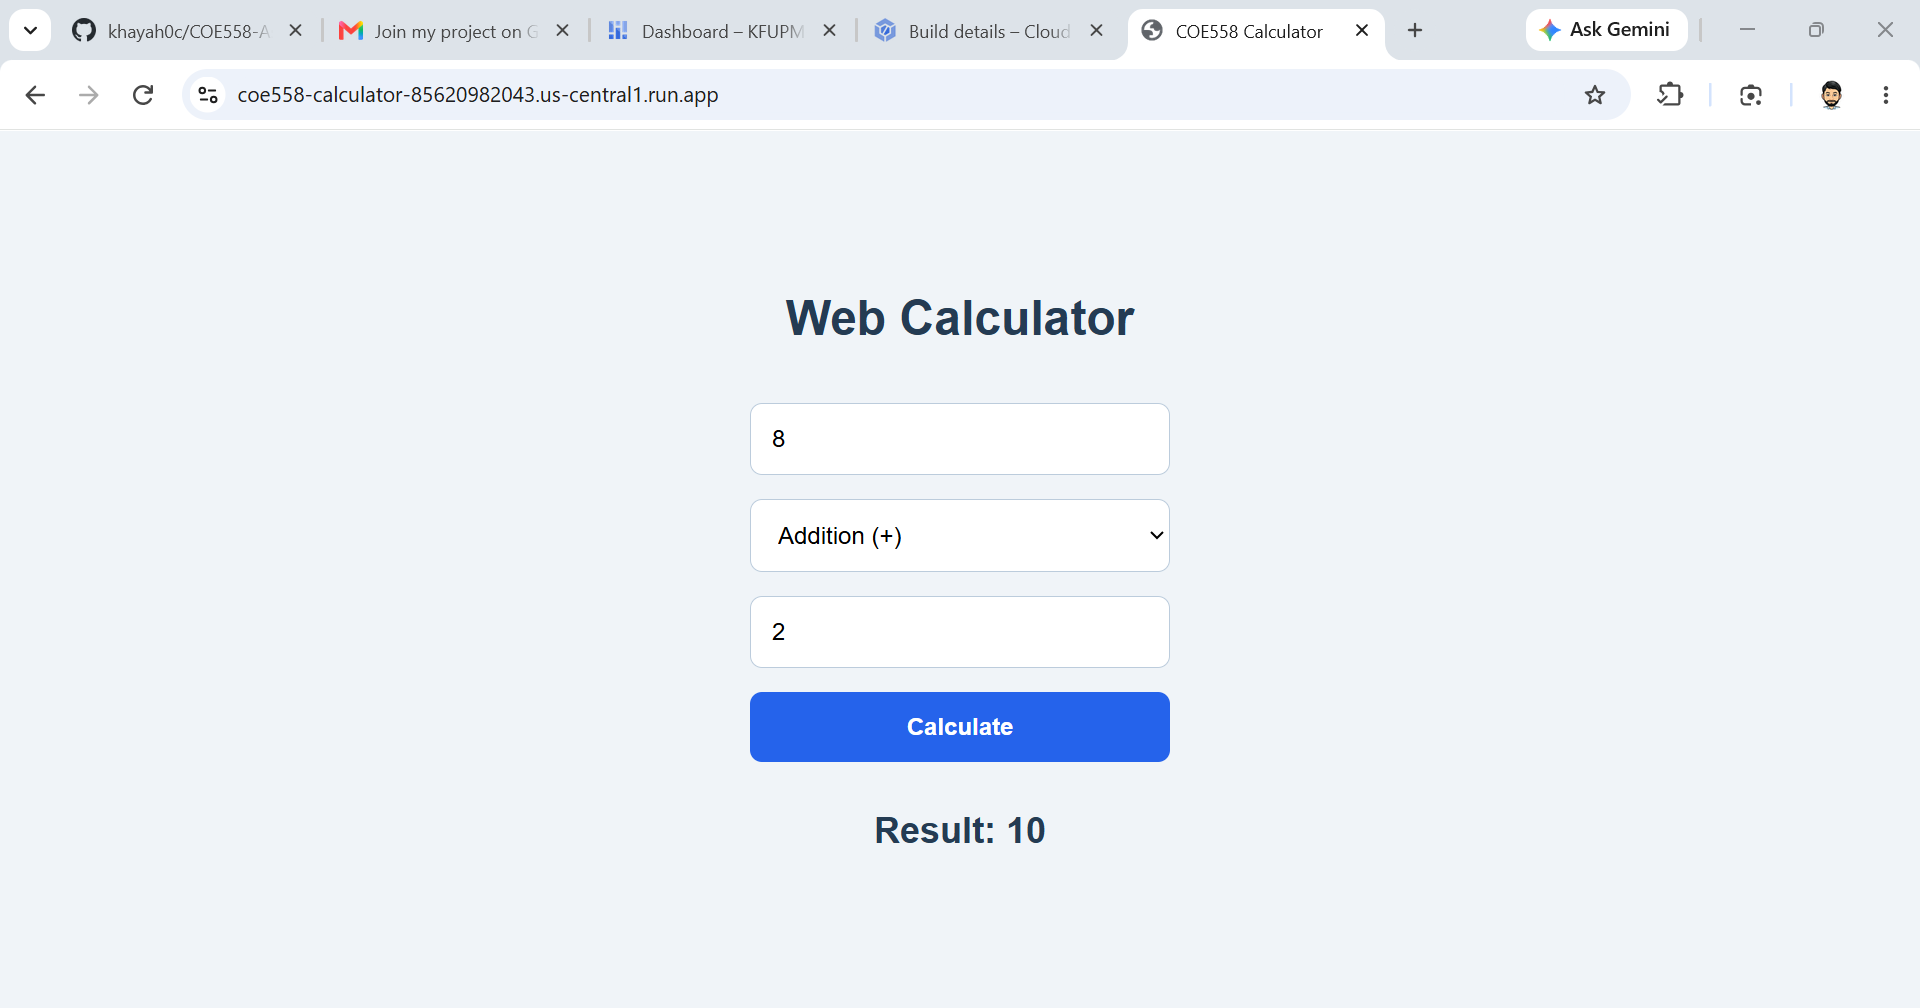 khayah0c/COE558-A
Join my project on G
Dashboard – KFUPM
Build details – Cloud
COE558 Calculator
Ask Gemini
coe558-calculator-85620982043.us-central1.run.app
Web Calculator
8
Addition (+)
2
Calculate
Result: 10